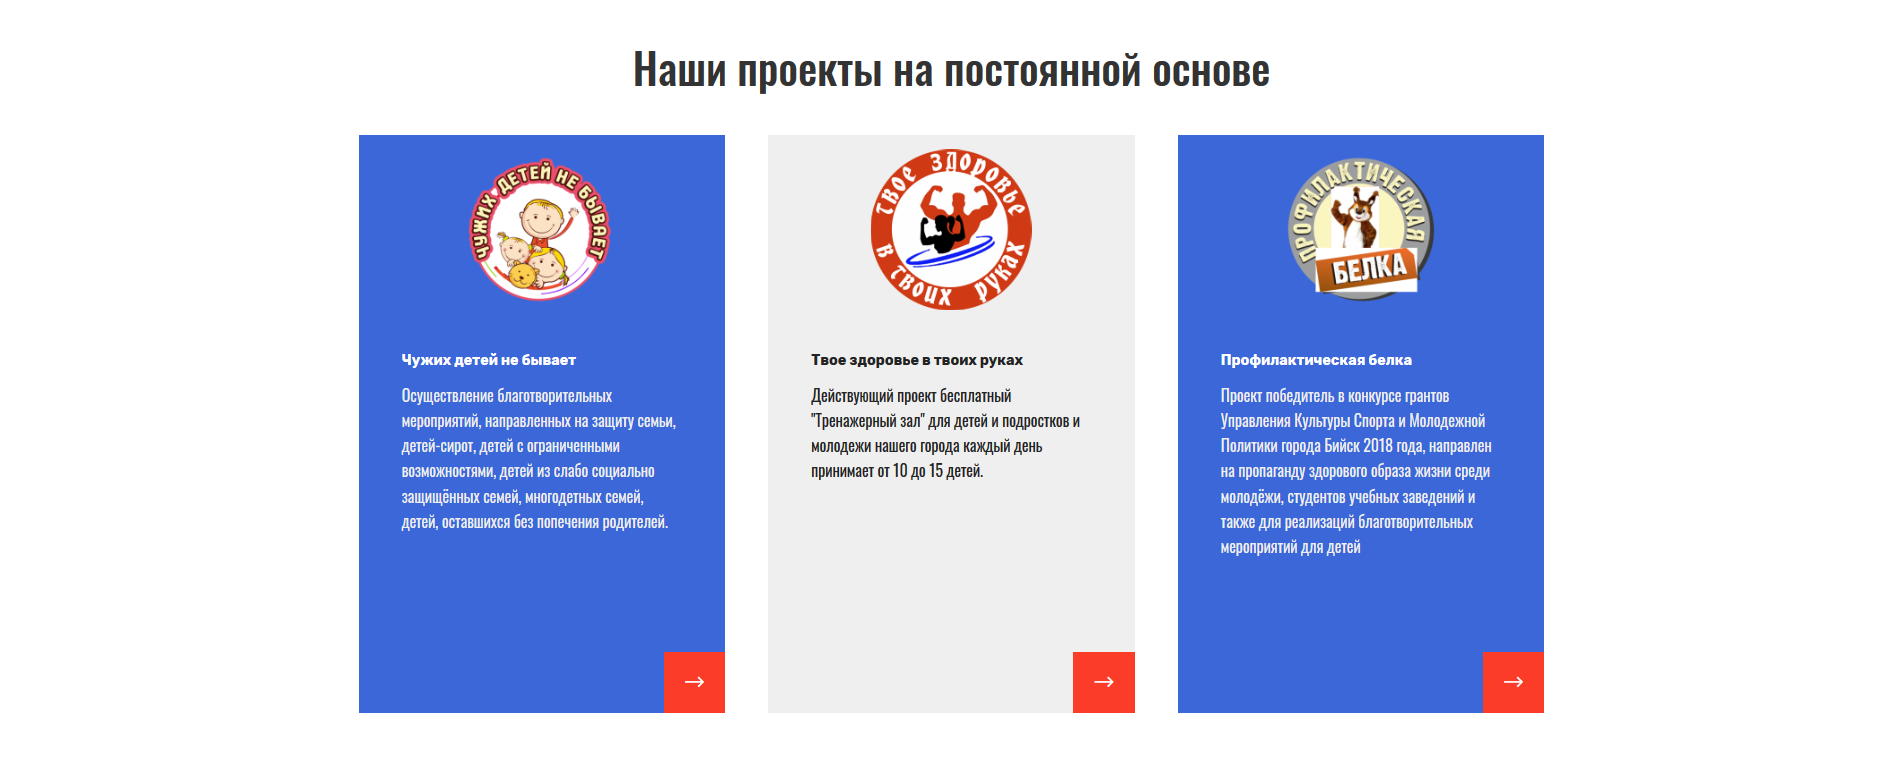 Наши проекты на постоянной основе
ЧУЖИХ ДЕТЕЙ НЕ БЫВАЕТ
Чужих детей не бывает
Осуществление благотворительных
мероприятий, направленных на защиту семьи,
детей-сирот, детей с ограниченными
возможностями, детей из слабо социально
защищённых семей, многодетных семей,
детей, оставшихся без попечения родителей.
ТВОЕ ЗДОРОВЬЕ
В ТВОИХ РУКАХ
Твое здоровье в твоих руках
Действующий проект бесплатный
"Тренажерный зал" для детей и подростков и
молодежи нашего города каждый день
принимает от 10 до 15 детей.
ПРОФИЛАКТИЧЕСКАЯ
БЕЛКА
Профилактическая белка
Проект победитель в конкурсе грантов
Управления Культуры Спорта и Молодежной
Политики города Бийск 2018 года, направлен
на пропаганду здорового образа жизни среди
молодёжи, студентов учебных заведений и
также для реализаций благотворительных
мероприятий для детей